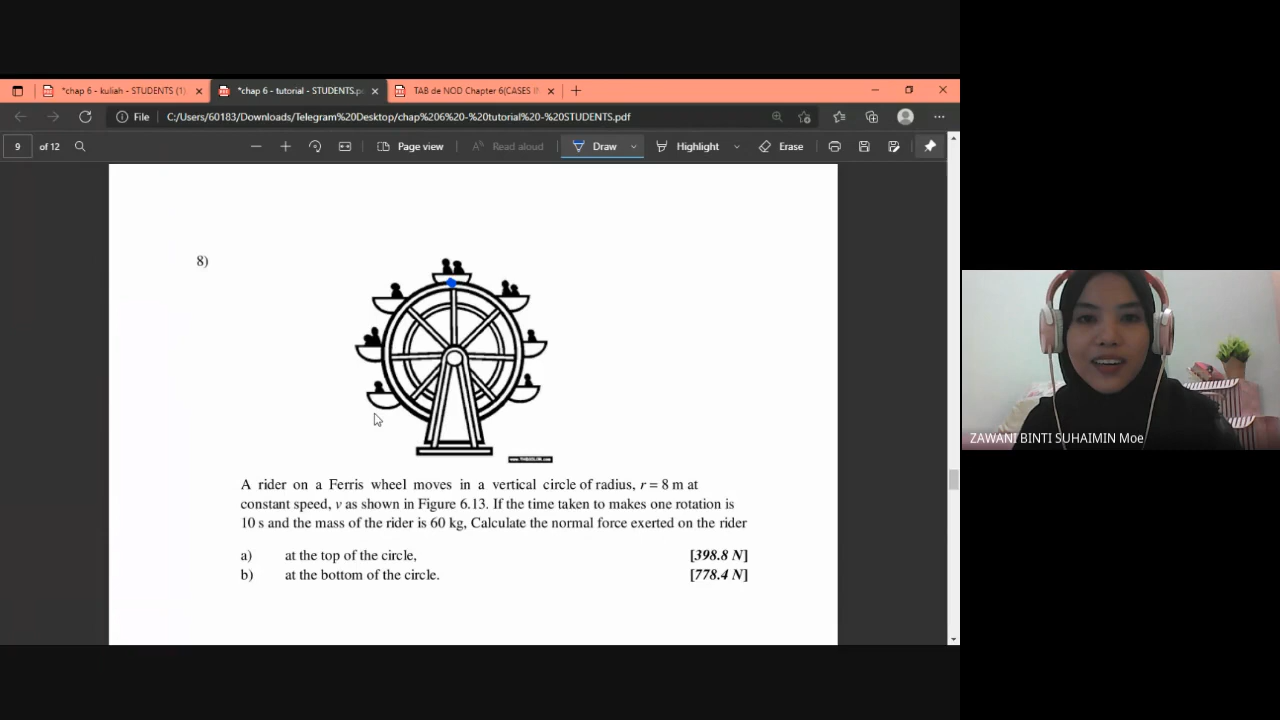 *chap 6 - kuliah - STUDENTS (1).
*chap 6 - tutorial - STUDENTS.p
TAB de NOD Chapter 6(CASES I
File
C:/Users/60183/Downloads/Telegram%20Desktop/chap%206%20-%20tutorial%20-%20STUDENTS.pdf
9 of 12
Page view
Read aloud
Draw
Highlight
Erase
8)
A rider on a Ferris wheel moves in a vertical circle of radius, r = 8 m at
constant speed, v as shown in Figure 6.13. If the time taken to makes one rotation is
10 s and the mass of the rider is 60 kg, Calculate the normal force exerted on the rider
a) at the top of the circle, [398.8 N]
b) at the bottom of the circle. [778.4 N]
ZAWANI BINTI SUHAIMIN Moe